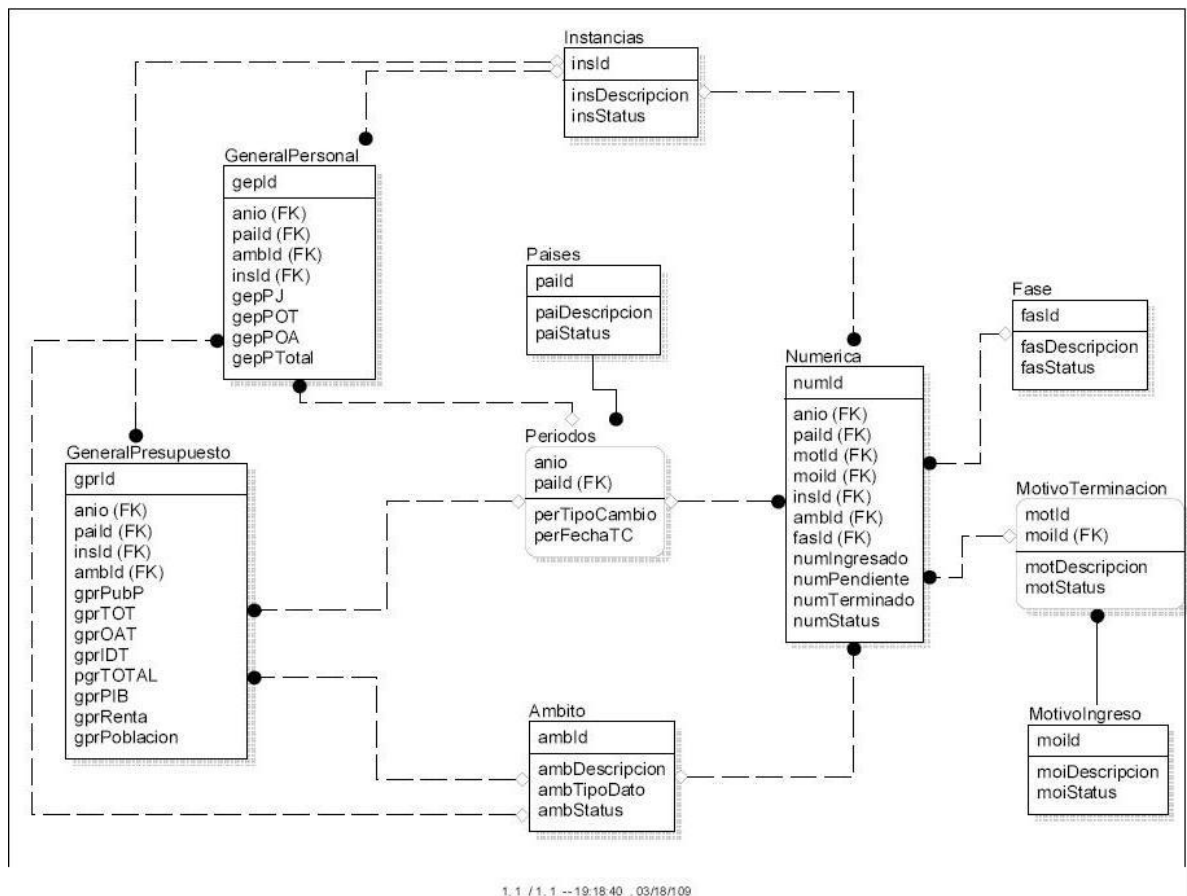 Instancias
insId
insDescripcion
insStatus
GeneralPersonal
gepId
anio (FK)
paiId (FK)
ambId (FK)
insId (FK)
gepPJ
gepPOT
gepPOA
gepPTotal
Paises
paiId
paiDescripcion
paiStatus
Fase
fasId
fasDescripcion
fasStatus
Numerica
numId
anio (FK)
paiId (FK)
motId (FK)
moiId (FK)
insId (FK)
ambId (FK)
fasId (FK)
numIngresado
numPendiente
numTerminado
numStatus
Periodos
anio
paiId (FK)
perTipoCambio
perFechaTC
GeneralPresupuesto
gprId
anio (FK)
paiId (FK)
insId (FK)
ambId (FK)
gprPubP
gprTOT
gprOAT
gprIDT
pgrTOTAL
gprPIB
gprRenta
gprPoblacion
MotivoTerminacion
motId
moiId (FK)
motDescripcion
motStatus
Ambito
ambId
ambDescripcion
ambTipoDato
ambStatus
MotivoIngreso
moiId
moiDescripcion
moiStatus
1, 1 / 1, 1 -- 19:18:40 , 03/18/109